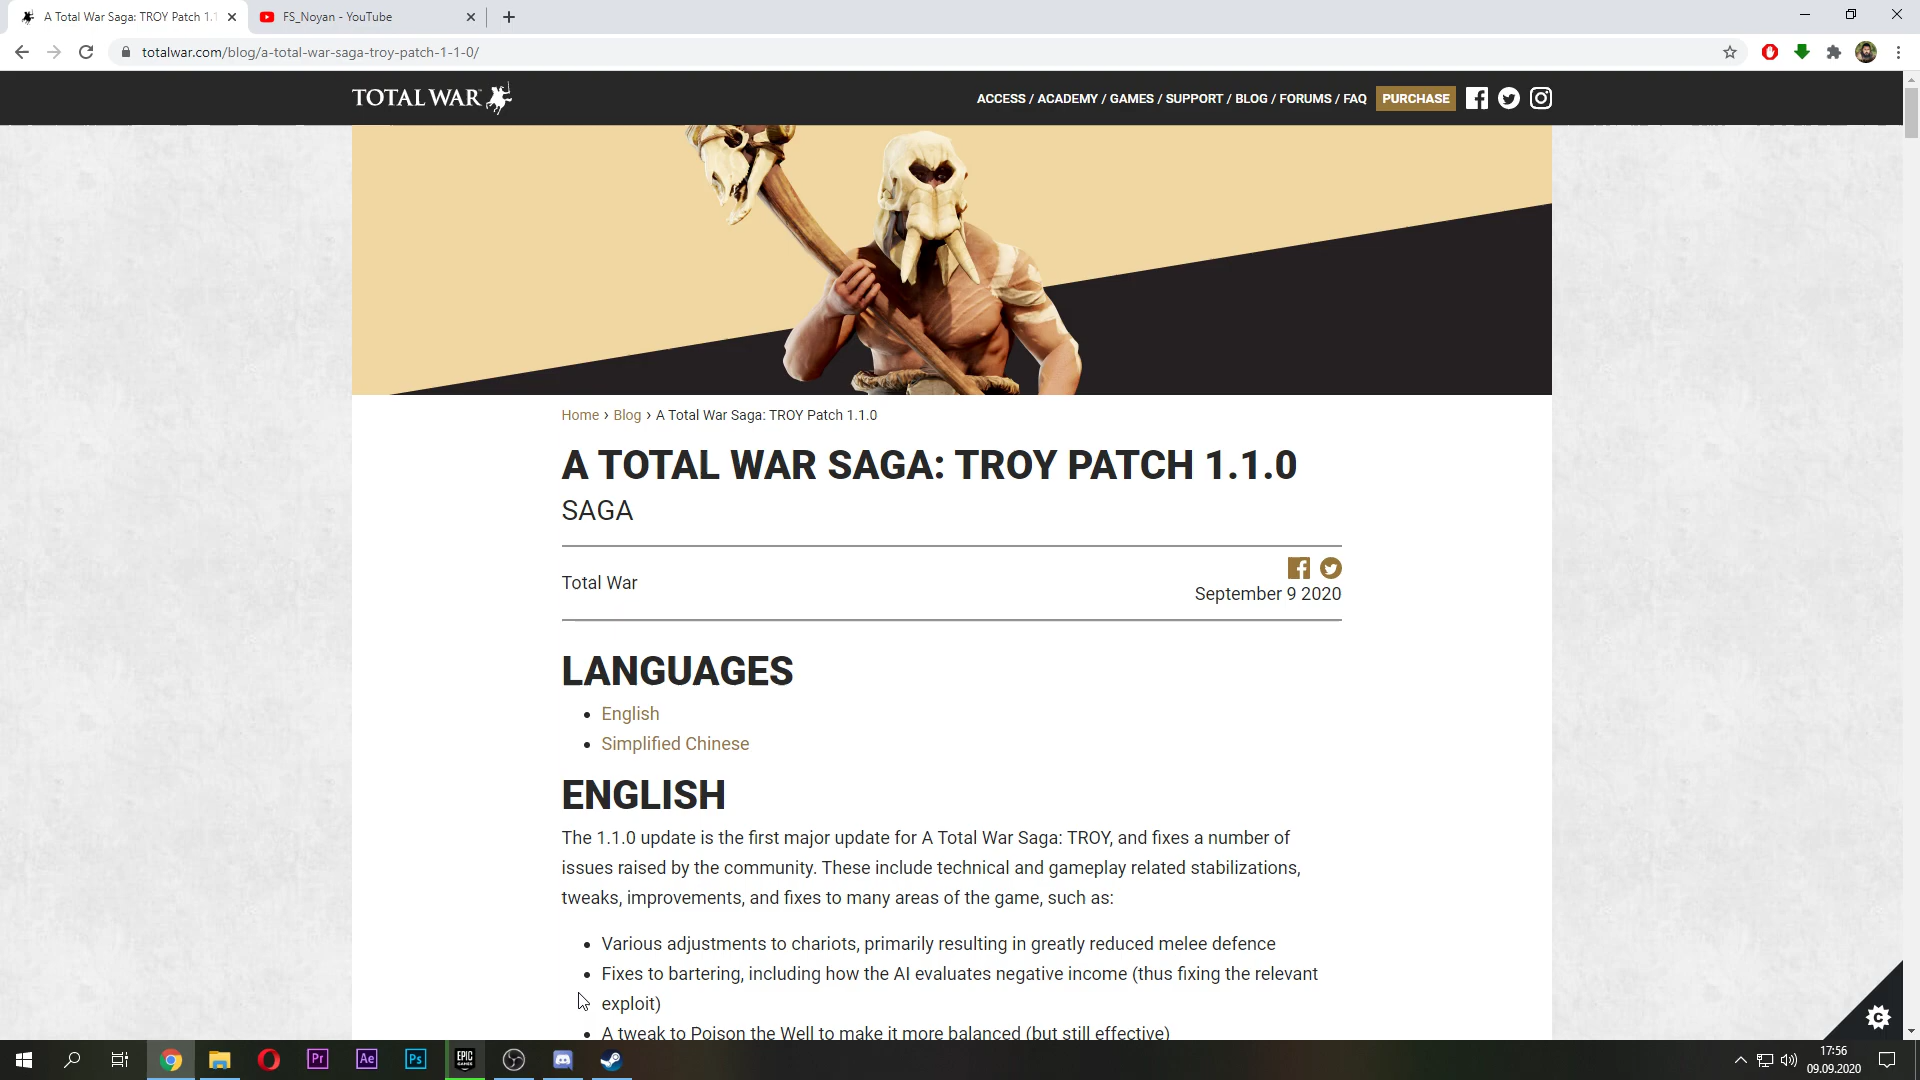 A Total War Saga: TROY Patch 1.1
FS_Noyan - YouTube
totalwar.com/blog/a-total-war-saga-troy-patch-1-1-0/
TOTAL WAR
ACCESS / ACADEMY / GAMES / SUPPORT / BLOG / FORUMS / FAQ
PURCHASE
Home › Blog › A Total War Saga: TROY Patch 1.1.0
A TOTAL WAR SAGA: TROY PATCH 1.1.0
SAGA
Total War
September 9 2020
LANGUAGES
• English
• Simplified Chinese
ENGLISH
The 1.1.0 update is the first major update for A Total War Saga: TROY, and fixes a number of
issues raised by the community. These include technical and gameplay related stabilizations,
tweaks, improvements, and fixes to many areas of the game, such as:
• Various adjustments to chariots, primarily resulting in greatly reduced melee defence
• Fixes to bartering, including how the AI evaluates negative income (thus fixing the relevant
exploit)
• A tweak to Poison the Well to make it more balanced (but still effective)
Pr
Ae
Ps
EPIC
GAMES
17:56
09.09.2020